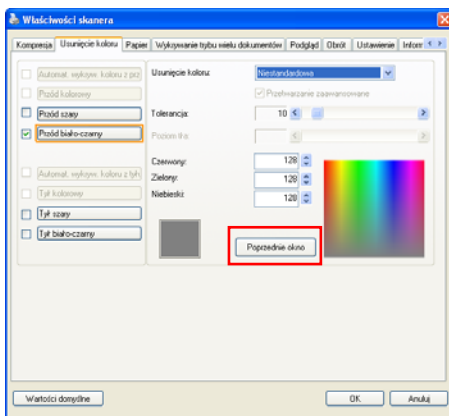 Właściwości skanera
Kompresja Usunięcie koloru Papier Wykrywanie trybu wielu dokumentów Podgląd Obrót Ustawienie Inform
Automat. wykryw. koloru z prz
Przód kolorowy
Przód szary
Przód biało-czarny
Automat. wykryw. koloru z tyłu
Tył kolorowy
Tył szary
Tył biało-czarny
Usunięcie koloru: Niestandardowa
Przetwarzanie zaawansowane
Tolerancja: 10
Poziom tła:
Czerwony: 128
Zielony: 128
Niebieski: 128
Poprzednie okno
Wartości domyślne OK Anuluj